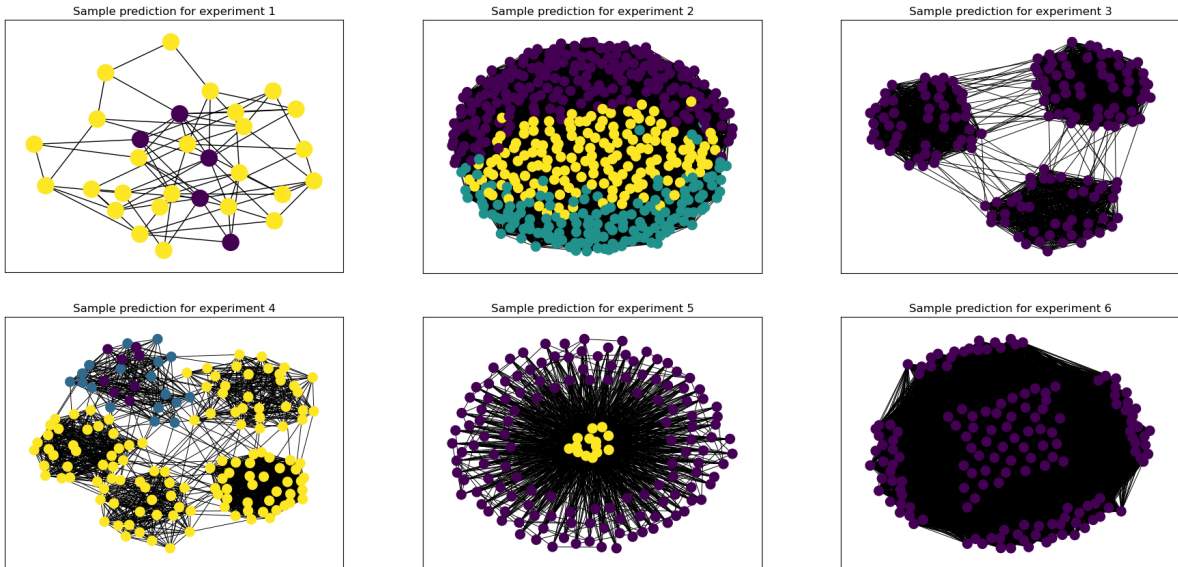 Sample prediction for experiment 1
Sample prediction for experiment 2
Sample prediction for experiment 3
Sample prediction for experiment 4
Sample prediction for experiment 5
Sample prediction for experiment 6